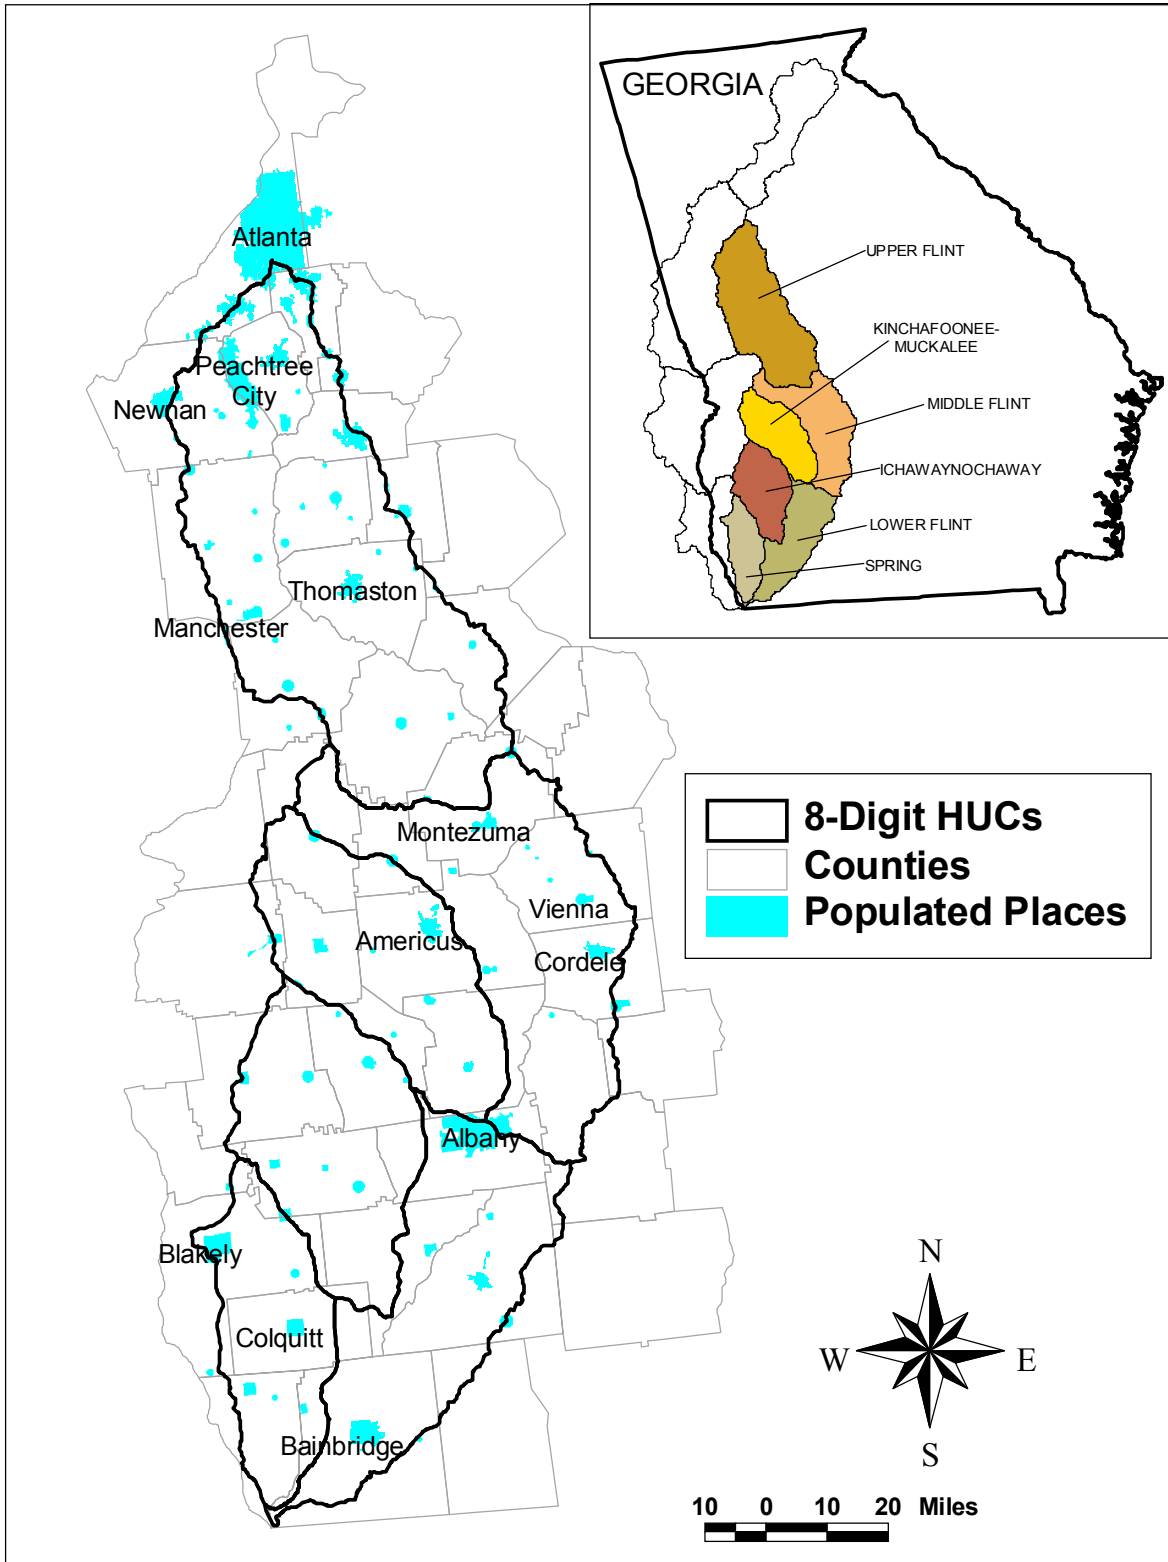 GEORGIA
UPPER FLINT
KINCHAFOONEE-
MUCKALEE
MIDDLE FLINT
ICHAWAYNOCHAWAY
LOWER FLINT
SPRING
Atlanta
Peachtree
City
Newnan
Thomaston
Manchester
Montezuma
Vienna
Americus
Cordele
Albany
Blakely
Colquitt
Bainbridge
8-Digit HUCs
Counties
Populated Places
N
W
E
S
10 0 10 20 Miles